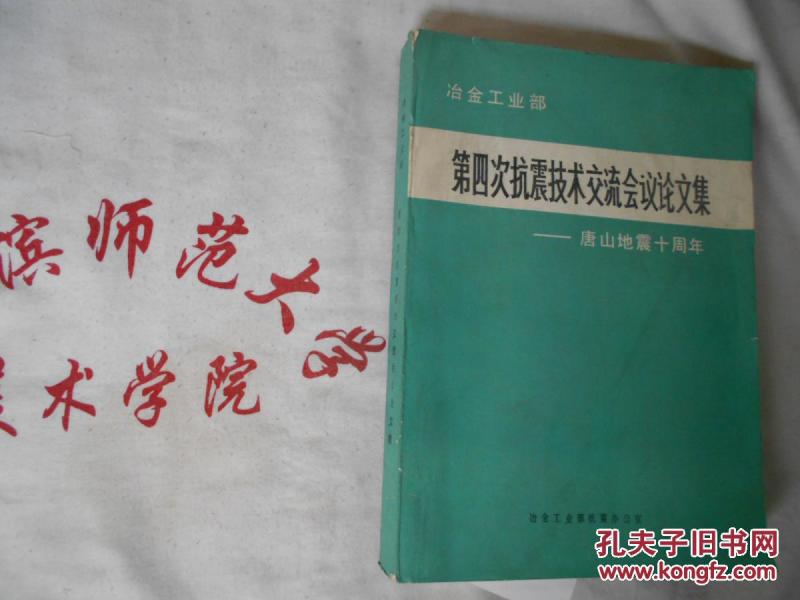 冶金工业部
第四次抗震技术交流会议论文集
—— 唐山地震十周年
冶金工业部抗震办公室
滨师范大学
美术学院
孔夫子旧书网
www.kongfz.com